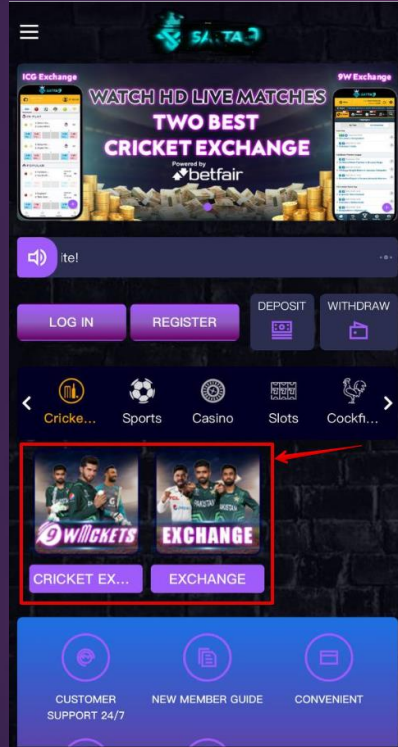 SATTA
ICG Exchange
9W Exchange
WATCH HD LIVE MATCHES
TWO BEST
CRICKET EXCHANGE
Powered by
betfair
ite!
LOG IN
REGISTER
DEPOSIT
WITHDRAW
Cricke...
Sports
Casino
Slots
Cockfi...
9WICKETS
EXCHANGE
CRICKET EX...
EXCHANGE
CUSTOMER
SUPPORT 24/7
NEW MEMBER GUIDE
CONVENIENT